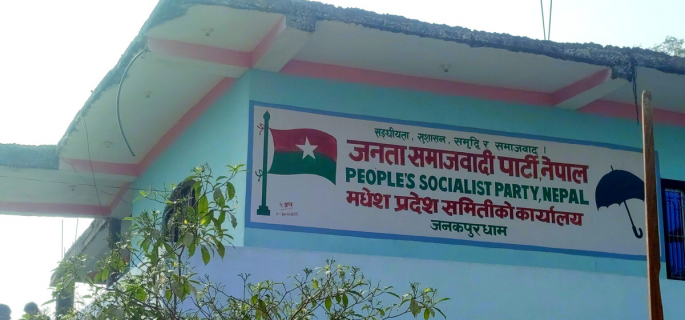 सङ्घीयता, सुशासन, समृद्धि र समाजवाद !
जनता समाजवादी पार्टी नेपाल
PEOPLE'S SOCIALIST PARTY, NEPAL
मधेश प्रदेश समितिको कार्यालय
जनकपुरधाम